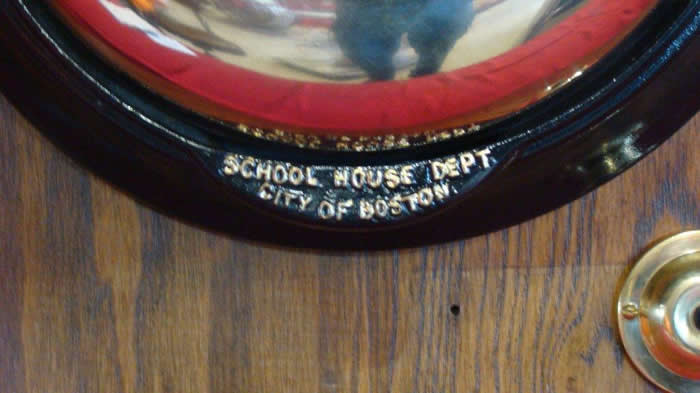 SCHOOL HOUSE DEPT
CITY OF BOSTON